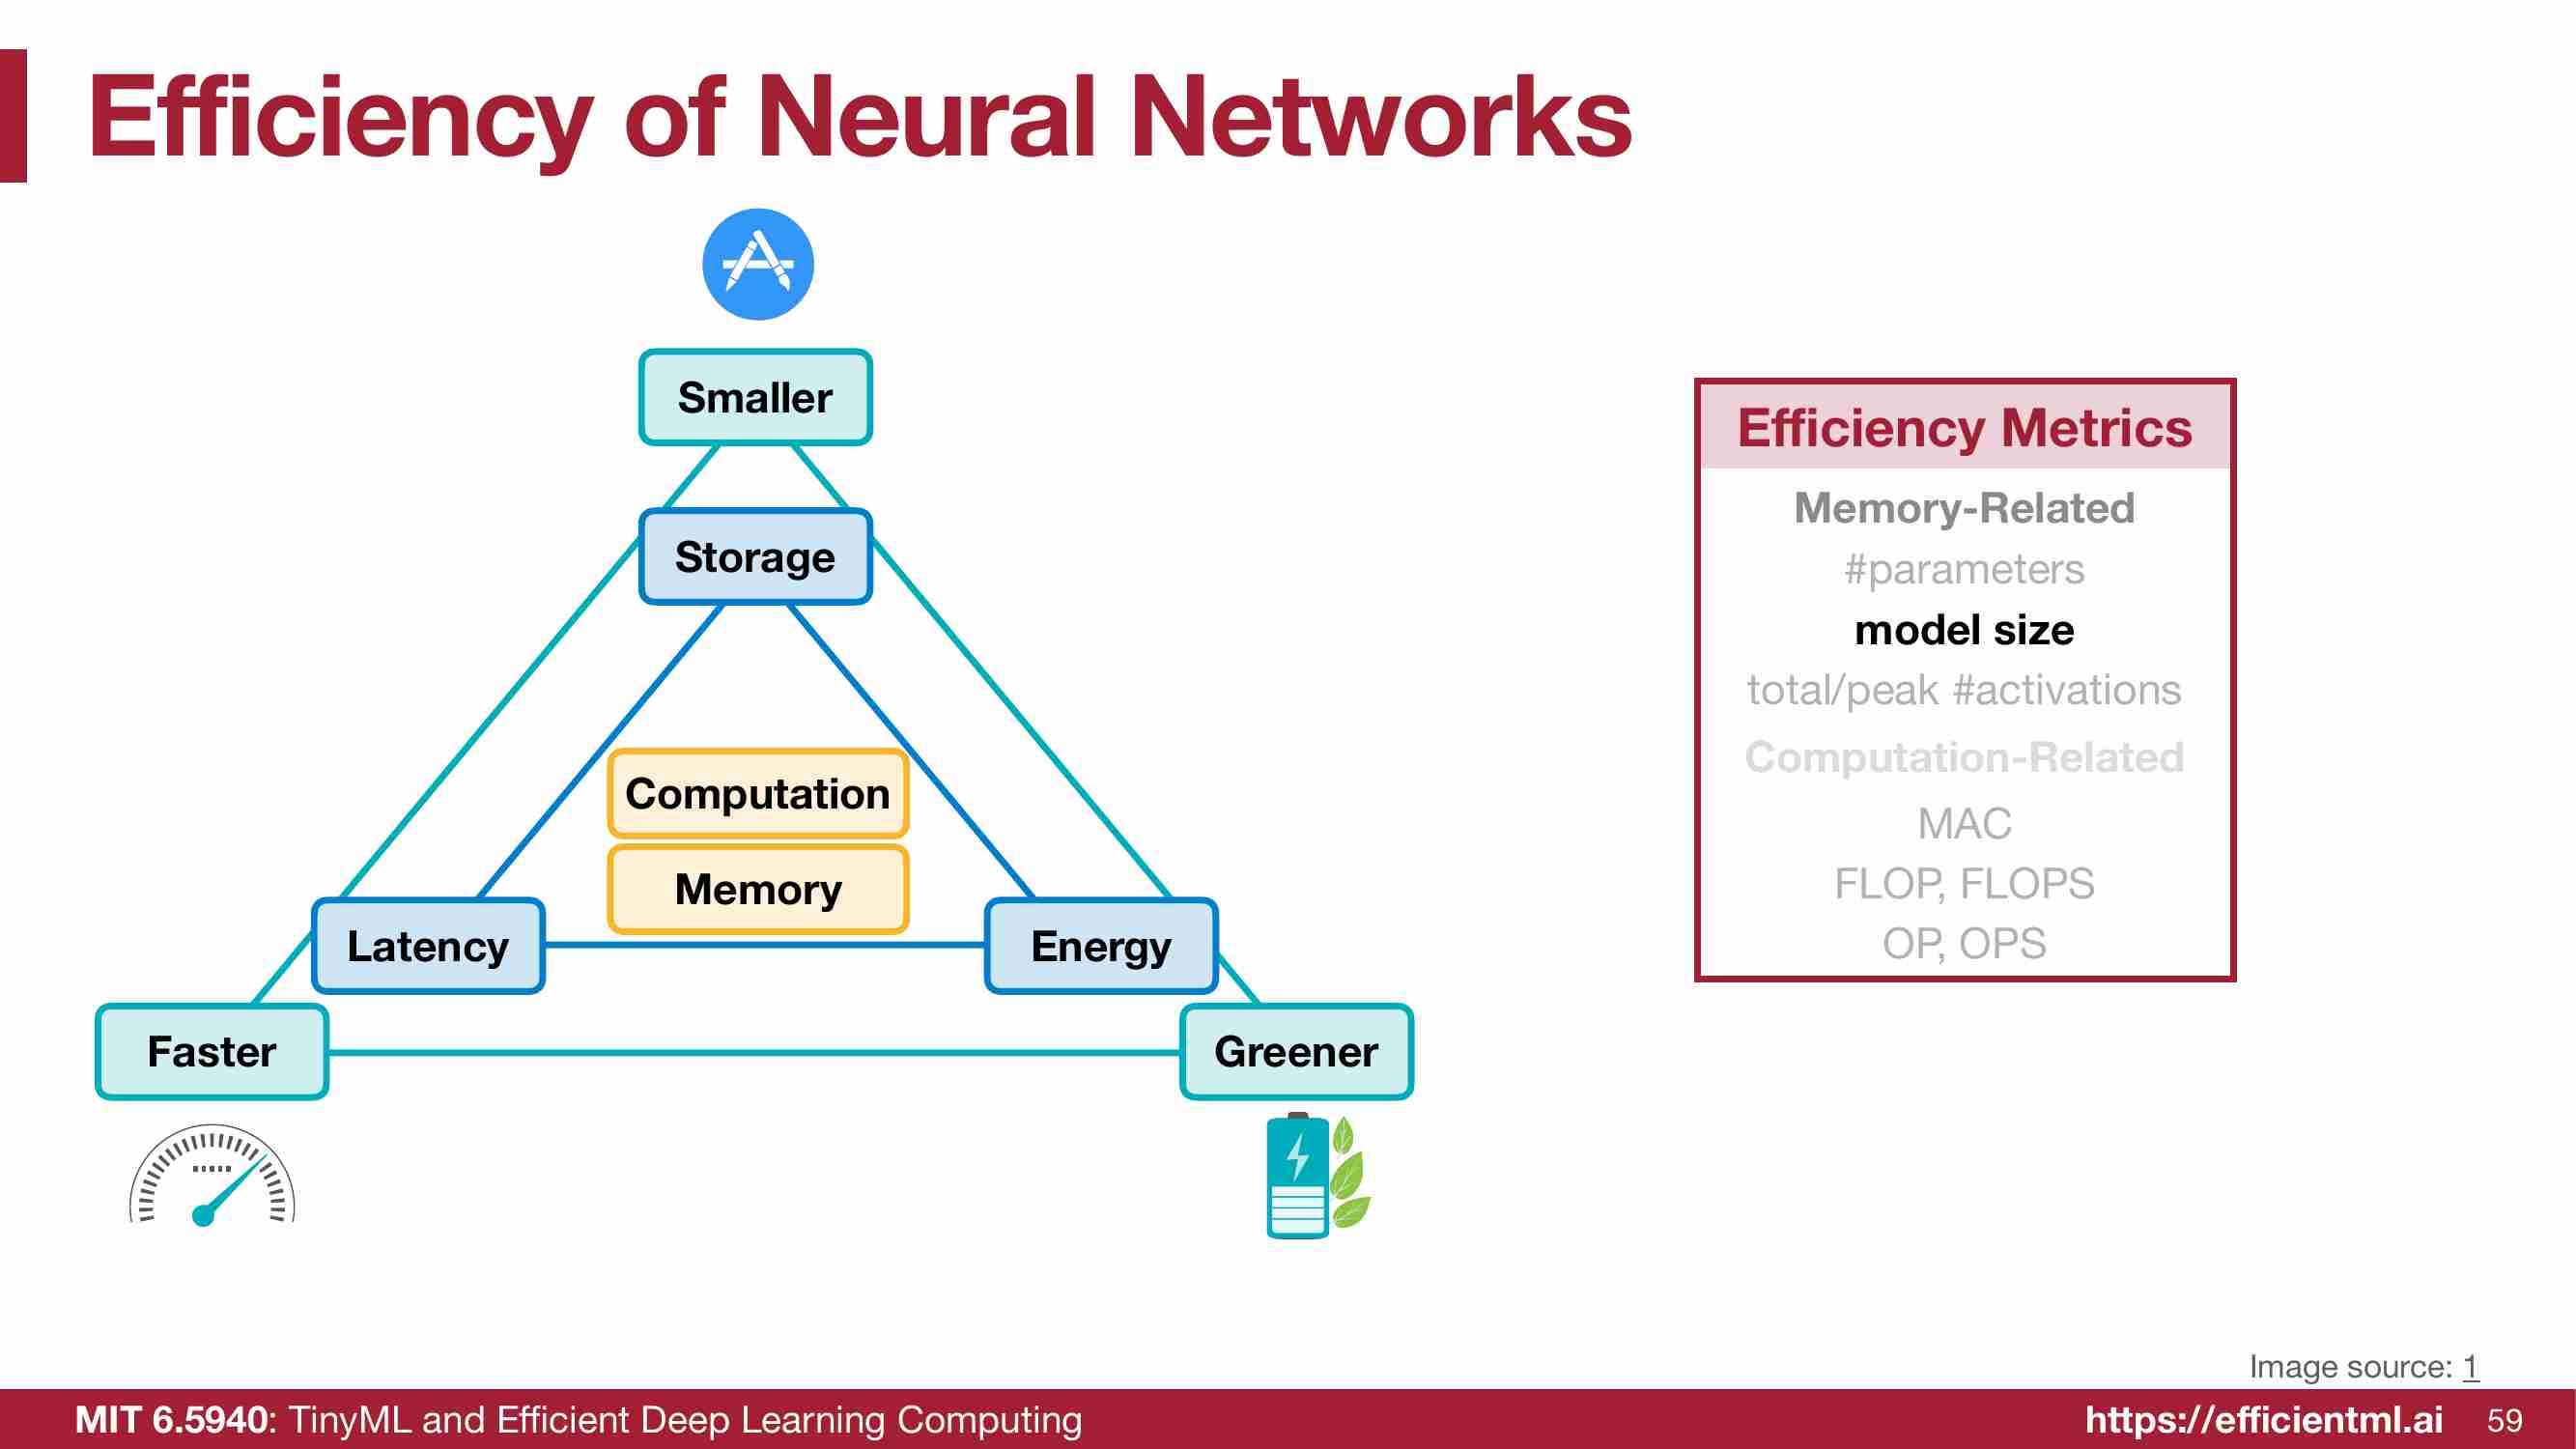 Efficiency of Neural Networks
Smaller
Storage
Computation
Memory
Latency
Energy
Faster
Greener
Efficiency Metrics
Memory-Related
#parameters
model size
total/peak #activations
Computation-Related
MAC
FLOP, FLOPS
OP, OPS
Image source: 1
MIT 6.5940: TinyML and Efficient Deep Learning Computing
https://efficientml.ai
59